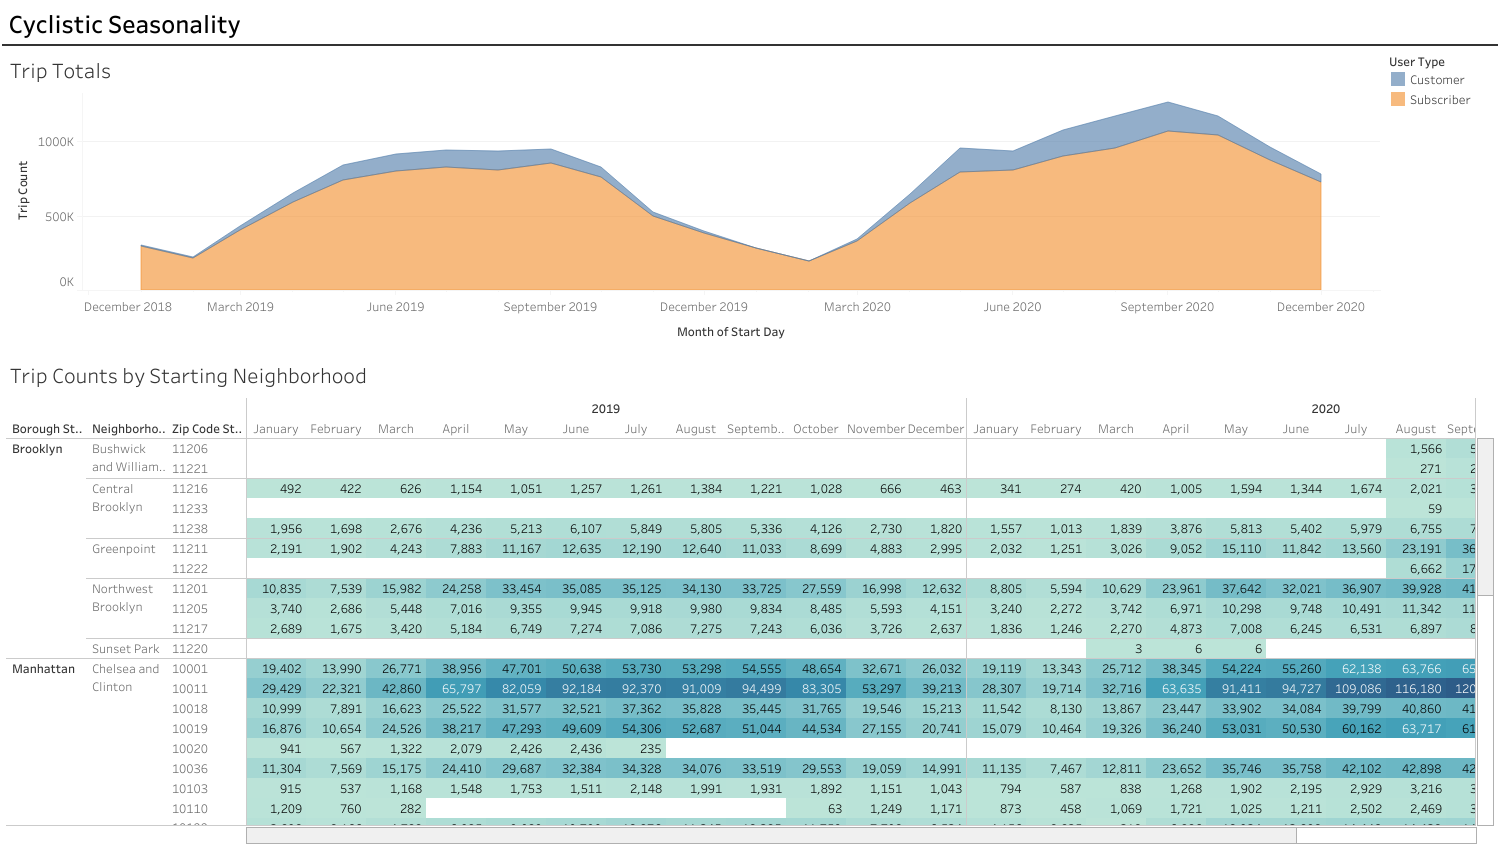 Cyclistic Seasonality
Trip Totals
User Type
Customer
Subscriber
1000K
500K
0K
Trip Count
December 2018 March 2019 June 2019 September 2019 December 2019 March 2020 June 2020 September 2020 December 2020
Month of Start Day
Trip Counts by Starting Neighborhood
2019 2020
Borough St.. Neighborho.. Zip Code St.. January February March April May June July August Septemb.. October November December January February March April May June July August Septe
Brooklyn Bushwick 11206 1,566 5
and William.. 11221 271 2
Central 11216 492 422 626 1,154 1,051 1,257 1,261 1,384 1,221 1,028 666 463 341 274 420 1,005 1,594 1,344 1,674 2,021 3
Brooklyn 11233 59
11238 1,956 1,698 2,676 4,236 5,213 6,107 5,849 5,805 5,336 4,126 2,730 1,820 1,557 1,013 1,839 3,876 5,813 5,402 5,979 6,755 7
Greenpoint 11211 2,191 1,902 4,243 7,883 11,167 12,635 12,190 12,640 11,033 8,699 4,883 2,995 2,032 1,251 3,026 9,052 15,110 11,842 13,560 23,191 36
11222 6,662 17
Northwest 11201 10,835 7,539 15,982 24,258 33,454 35,085 35,125 34,130 33,725 27,559 16,998 12,632 8,805 5,594 10,629 23,961 37,642 32,021 36,907 39,928 41
Brooklyn 11205 3,740 2,686 5,448 7,016 9,355 9,945 9,918 9,980 9,834 8,485 5,593 4,151 3,240 2,272 3,742 6,971 10,298 9,748 10,491 11,342 11
11217 2,689 1,675 3,420 5,184 6,749 7,274 7,086 7,275 7,243 6,036 3,726 2,637 1,836 1,246 2,270 4,873 7,008 6,245 6,531 6,897 8
Sunset Park 11220 3 6 6
Manhattan Chelsea and 10001 19,402 13,990 26,771 38,956 47,701 50,638 53,730 53,298 54,555 48,654 32,671 26,032 19,119 13,343 25,712 38,345 54,224 55,260 62,138 63,766 65
Clinton 10011 29,429 22,321 42,860 65,797 82,059 92,184 92,370 91,009 94,499 83,305 53,297 39,213 28,307 19,714 32,716 63,635 91,411 94,727 109,086 116,180 120
10018 10,999 7,891 16,623 25,522 31,577 32,521 37,362 35,828 35,445 31,765 19,546 15,213 11,542 8,130 13,867 23,447 33,902 34,084 39,799 40,860 41
10019 16,876 10,654 24,526 38,217 47,293 49,609 54,306 52,687 51,044 44,534 27,155 20,741 15,079 10,464 19,326 36,240 53,031 50,530 60,162 63,717 61
10020 941 567 1,322 2,079 2,426 2,436 235
10036 11,304 7,569 15,175 24,410 29,687 32,384 34,328 34,076 33,519 29,553 19,059 14,991 11,135 7,467 12,811 23,652 35,746 35,758 42,102 42,898 42
10103 915 537 1,168 1,548 1,753 1,511 2,148 1,991 1,931 1,892 1,151 1,043 794 587 838 1,268 1,902 2,195 2,929 3,216 3
10110 1,209 760 282 63 1,249 1,171 873 458 1,069 1,721 1,025 1,211 2,502 2,469 3